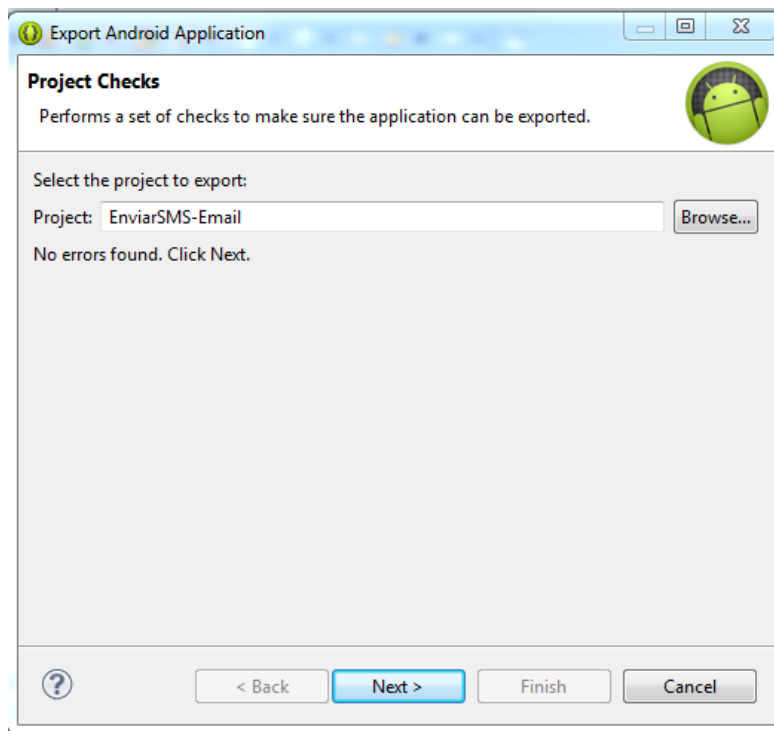 Export Android Application
Project Checks
Performs a set of checks to make sure the application can be exported.
Select the project to export:
Project: EnviarSMS-Email Browse...
No errors found. Click Next.
? < Back Next > Finish Cancel